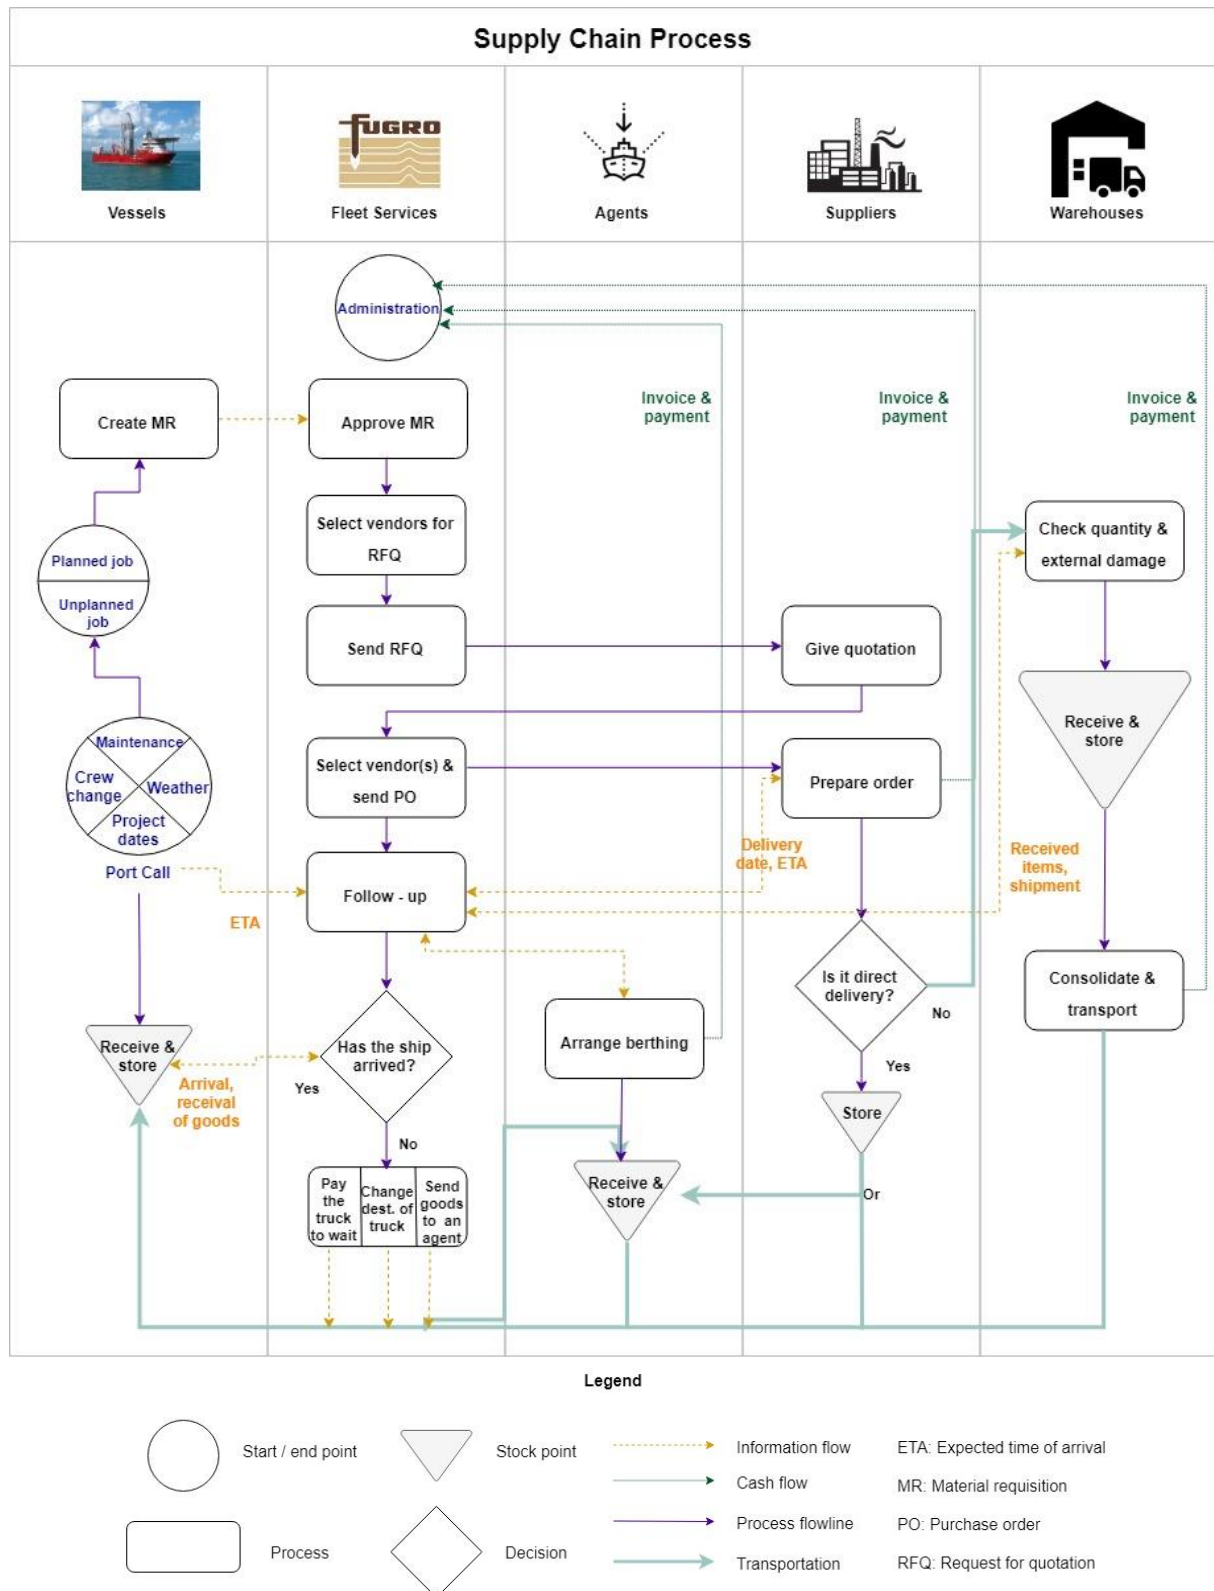 Supply Chain Process
FUGRO
Vessels
Fleet Services
Agents
Suppliers
Warehouses
Administration
Invoice &
payment
Invoice &
payment
Invoice &
payment
Create MR
Approve MR
Select vendors for
RFQ
Check quantity &
external damage
Planned job
Unplanned
job
Send RFQ
Give quotation
Receive &
store
Maintenance
Crew
change
Weather
Project
dates
Port Call
Select vendor(s) &
send PO
Prepare order
Delivery
date, ETA
Received
items,
shipment
Follow - up
ETA
Is it direct
delivery?
No
Yes
Consolidate &
transport
Receive &
store
Has the ship
arrived?
Yes
No
Arrange berthing
Arrival,
receival
of goods
Store
Pay
the
truck
to wait
Change
dest. of
truck
Send
goods
to an
agent
Receive &
store
Or
Legend
Start / end point
Stock point
Information flow
ETA: Expected time of arrival
Cash flow
MR: Material requisition
Process flowline
PO: Purchase order
Process
Decision
Transportation
RFQ: Request for quotation